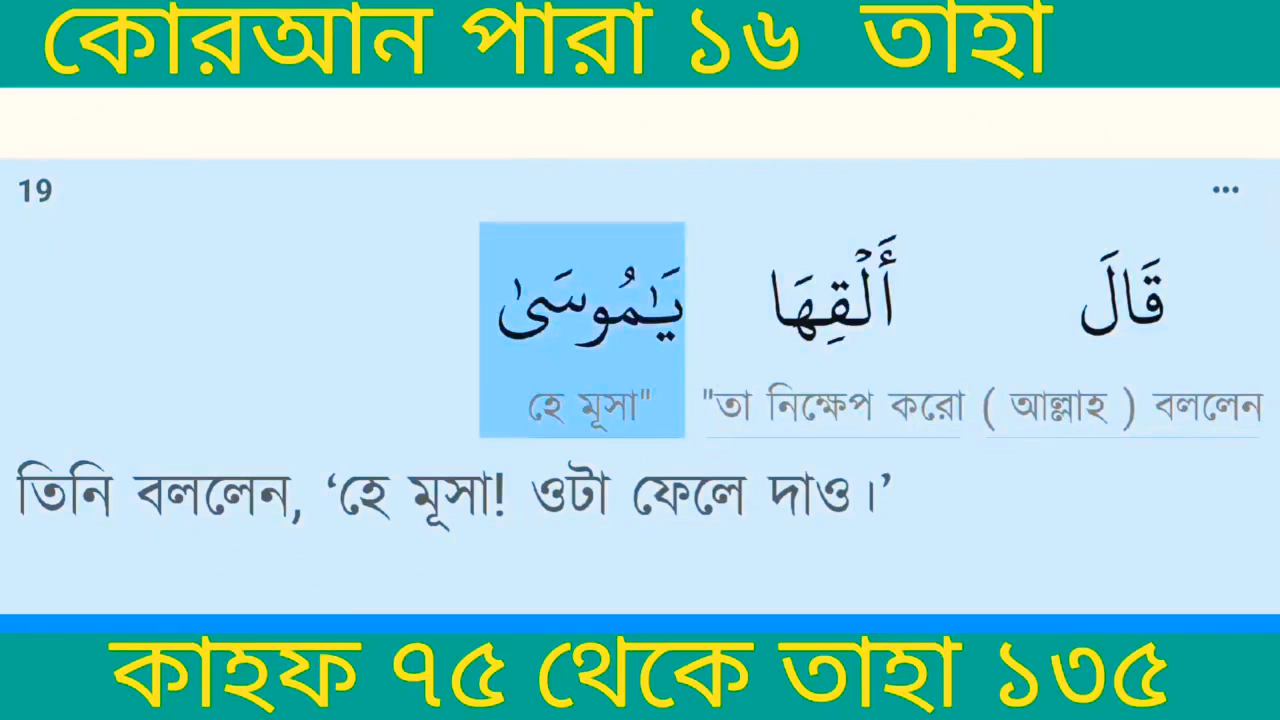 কোরআন পারা ১৬ তাহা
19
قَالَ أَلْقِهَا يَـٰمُوسَىٰ
হে মূসা" "তা নিক্ষেপ করো ( আল্লাহ ) বললেন
তিনি বললেন, ‘হে মূসা! ওটা ফেলে দাও।’
কাহফ ৭৫ থেকে তাহা ১৩৫